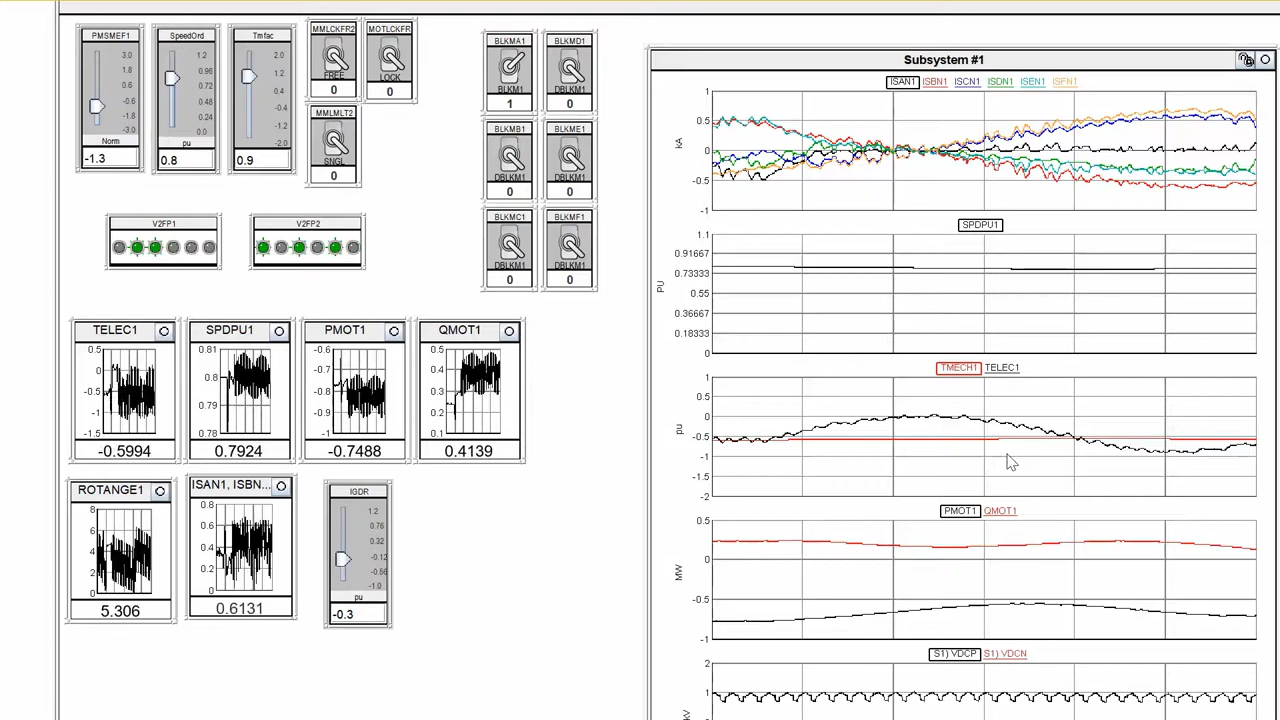 PMSMEF1
3.0
1.8
0.6
-0.6
-1.8
-3.0
Norm
-1.3
SpeedOrd
1.2
0.96
0.72
0.48
0.24
0.0
pu
0.8
Tmfac
2.0
1.2
0.4
-0.4
-1.2
-2.0
0.9
MMLCKFR2
FREE
0
MOTLCKFR
LOCK
0
MMLMLT2
SNGL
0
BLKMA1
BLKM1
1
BLKMD1
DBLKM1
0
BLKMB1
DBLKM1
0
BLKME1
DBLKM1
0
BLKMC1
DBLKM1
0
BLKMF1
DBLKM1
0
V2FP1
V2FP2
TELEC1
0.5
0
-0.5
-1
-1.5
-0.5994
SPDPU1
0.81
0.8
0.79
0.78
0.7924
PMOT1
-0.6
-0.7
-0.8
-0.9
-1
-0.7488
QMOT1
0.5
0.4
0.3
0.2
0.1
0.4139
ROTANGE1
8
6
4
2
0
5.306
ISAN1, ISBN...
0.8
0.6
0.4
0.2
0
0.6131
IGDR
1.2
0.76
0.32
-0.12
-0.56
-1.0
pu
-0.3
Subsystem #1
ISAN1 ISBN1 ISCN1 ISDN1 ISEN1 ISFN1
kA
1
0.5
0
-0.5
-1
SPDPU1
PU
1.1
0.91667
0.73333
0.55
0.36667
0.18333
0
TMECH1 TELEC1
pu
1
0.5
0
-0.5
-1
-1.5
-2
PMOT1 QMOT1
MW
0.5
0
-0.5
-1
S1) VDCP S1) VDCN
kV
2
1
0